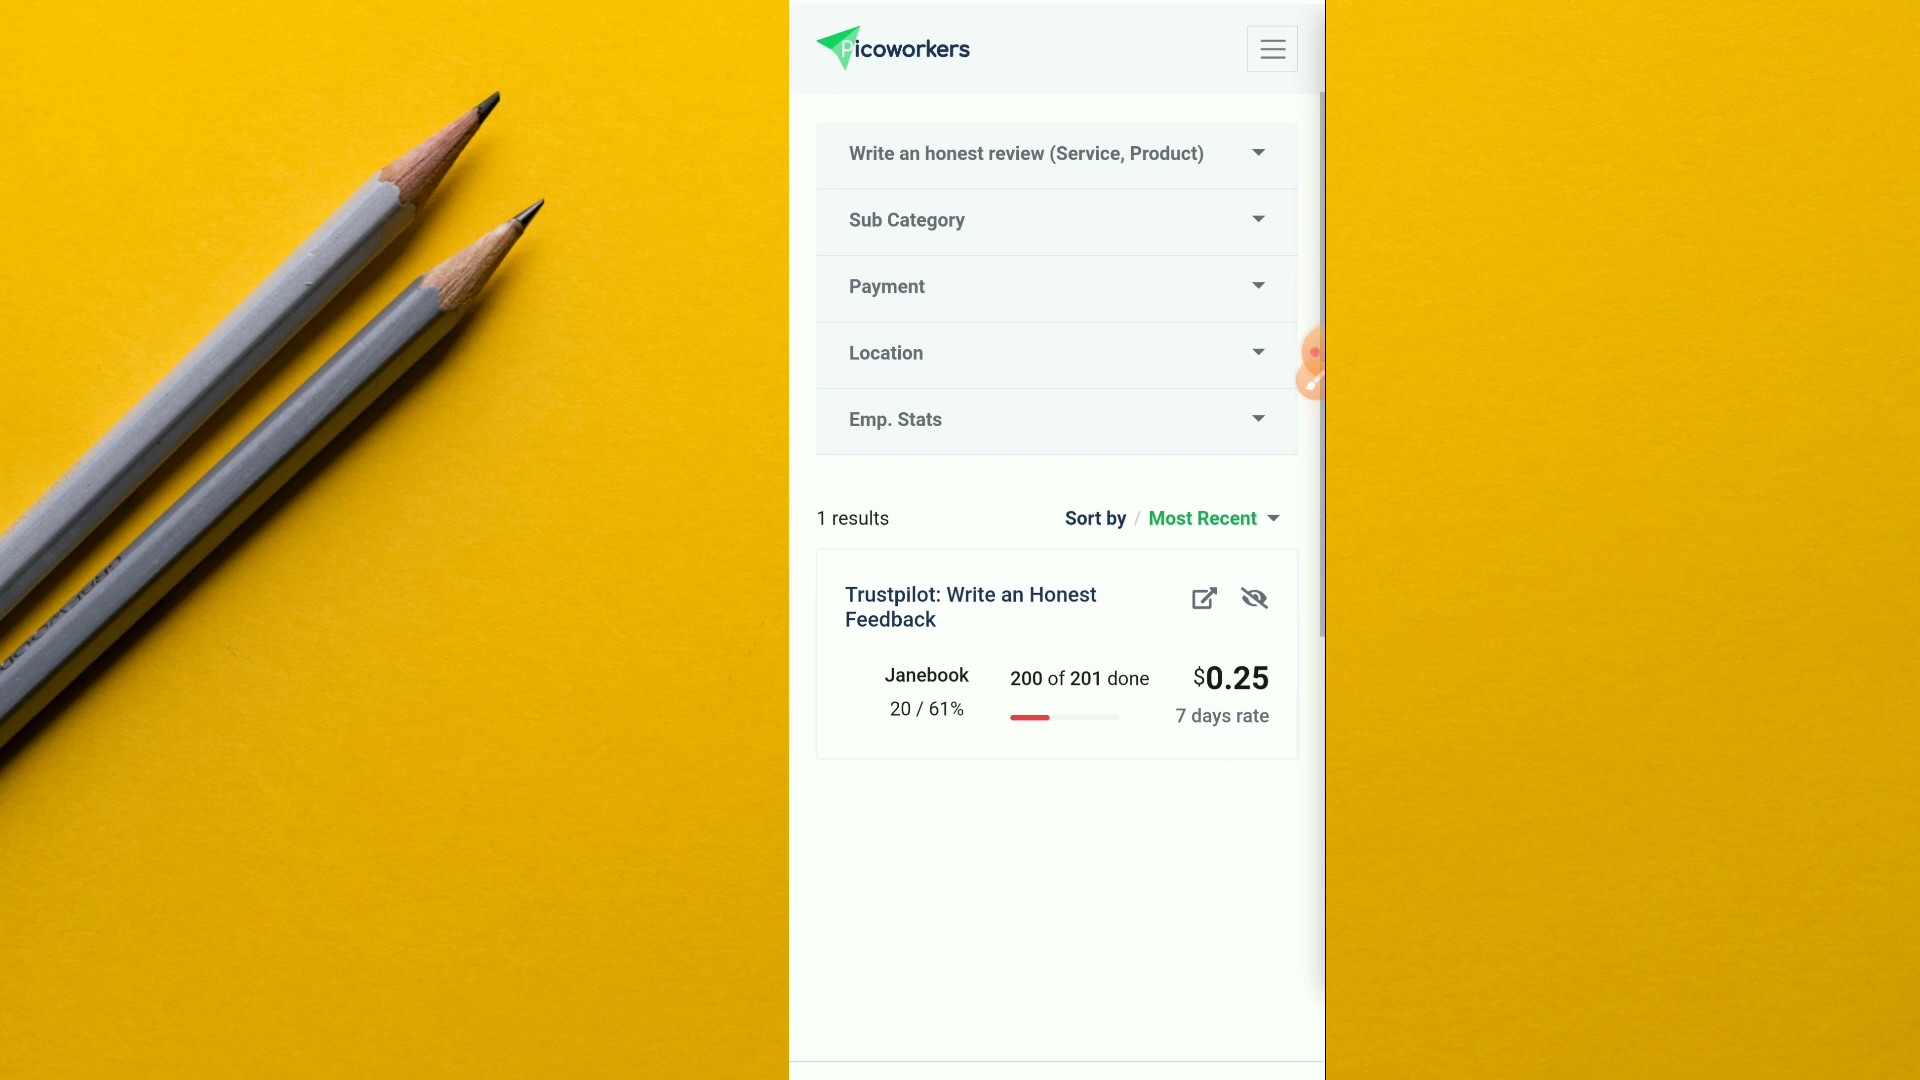 Picoworkers
Write an honest review (Service, Product)
Sub Category
Payment
Location
Emp. Stats
1 results
Sort by / Most Recent
Trustpilot: Write an Honest
Feedback
Janebook
200 of 201 done
$0.25
20 / 61%
7 days rate